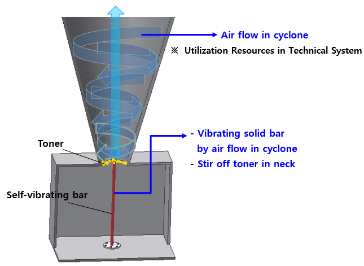 Air flow in cyclone
※ Utilization Resources in Technical System
Toner
- Vibrating solid bar
by air flow in cyclone
- Stir off toner in neck
Self-vibrating bar